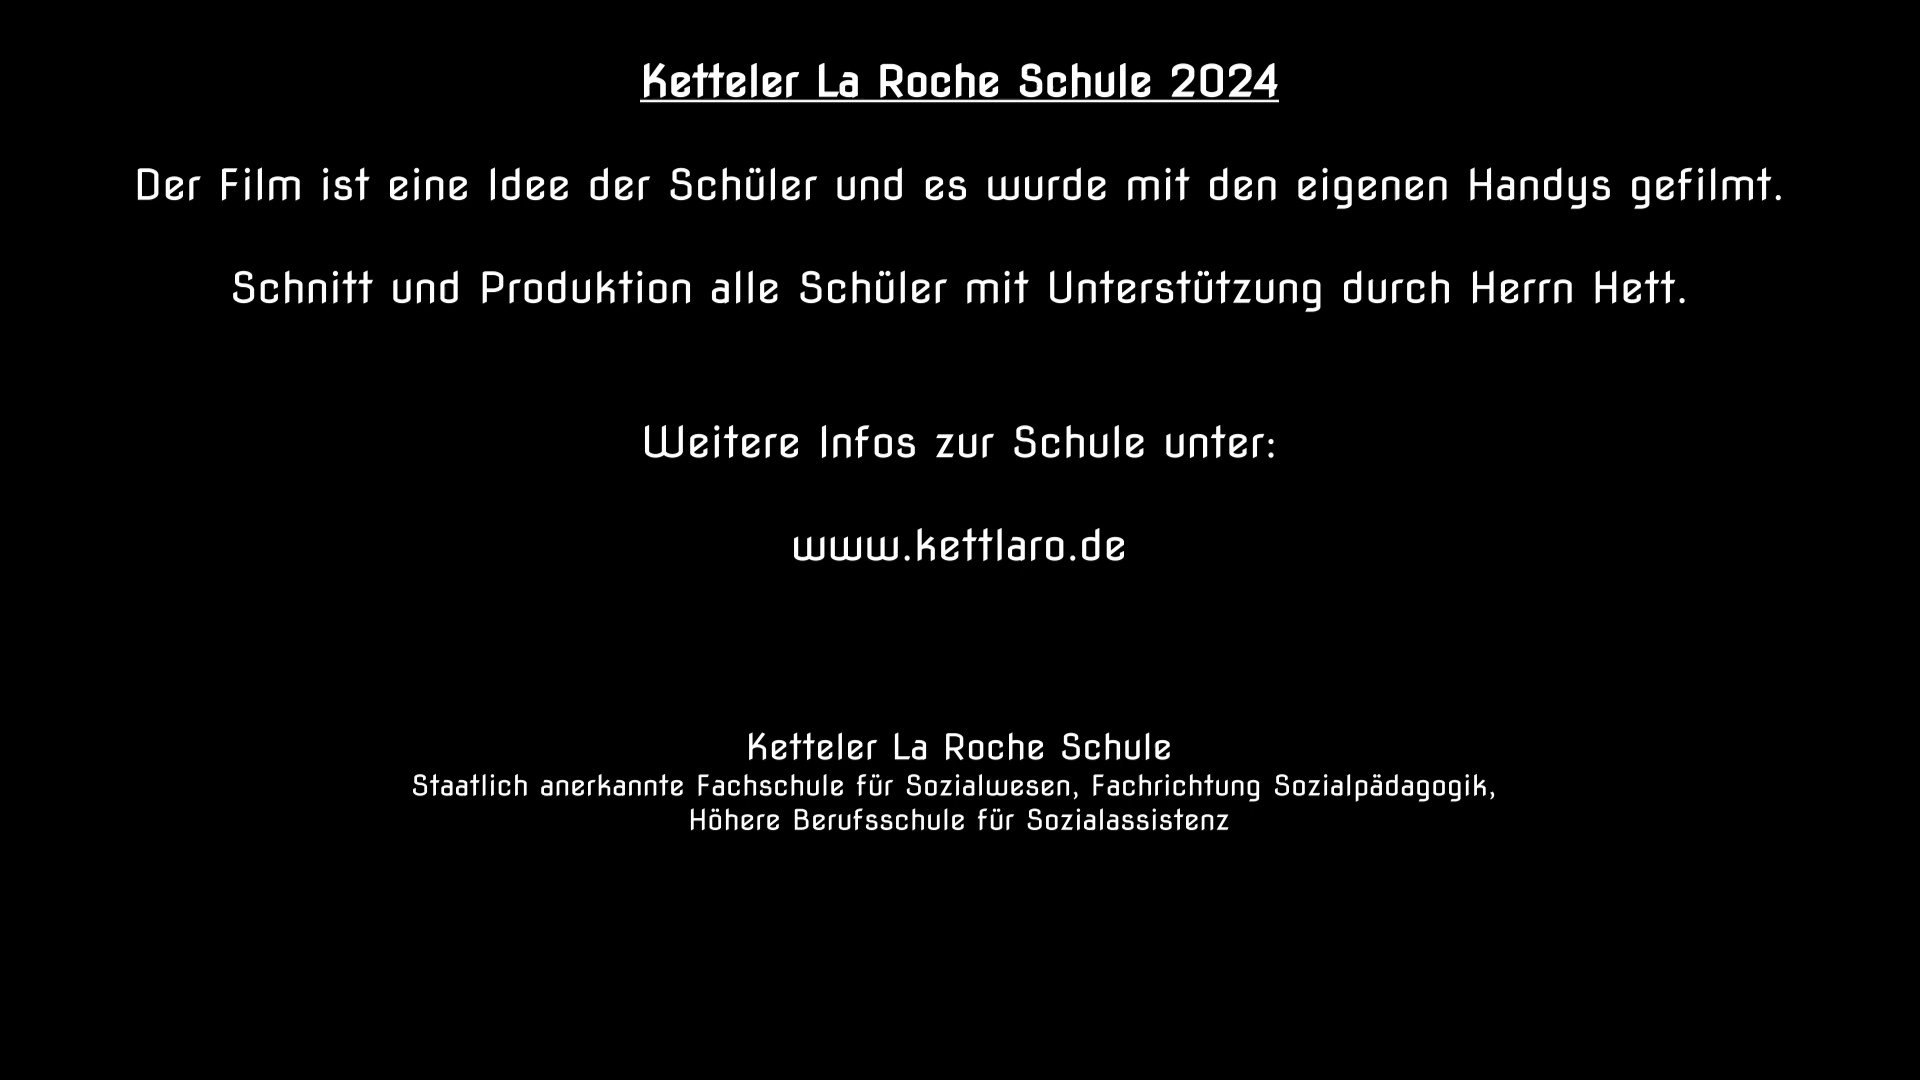 Ketteler La Roche Schule 2024
Der Film ist eine Idee der Schüler und es wurde mit den eigenen Handys gefilmt.
Schnitt und Produktion alle Schüler mit Unterstützung durch Herrn Hett.
Weitere Infos zur Schule unter:
www.kettlaro.de
Ketteler La Roche Schule
Staatlich anerkannte Fachschule für Sozialwesen, Fachrichtung Sozialpädagogik,
Höhere Berufsschule für Sozialassistenz